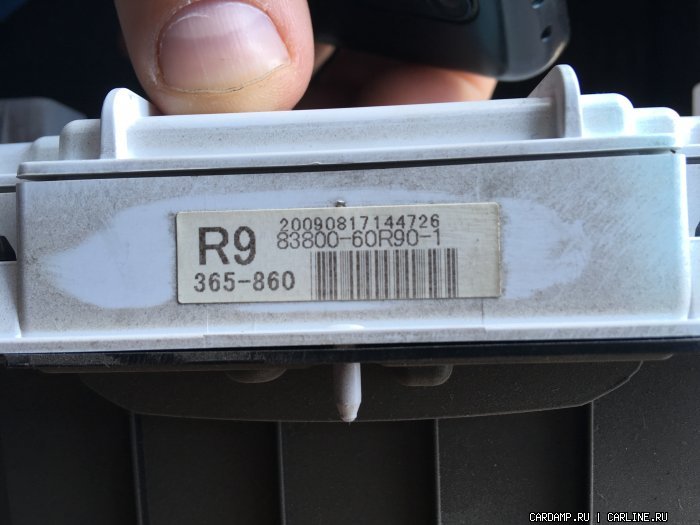 20090817144726
R9 83800-60R90-1
365-860
CARDAMP.RU | CARLINE.RU